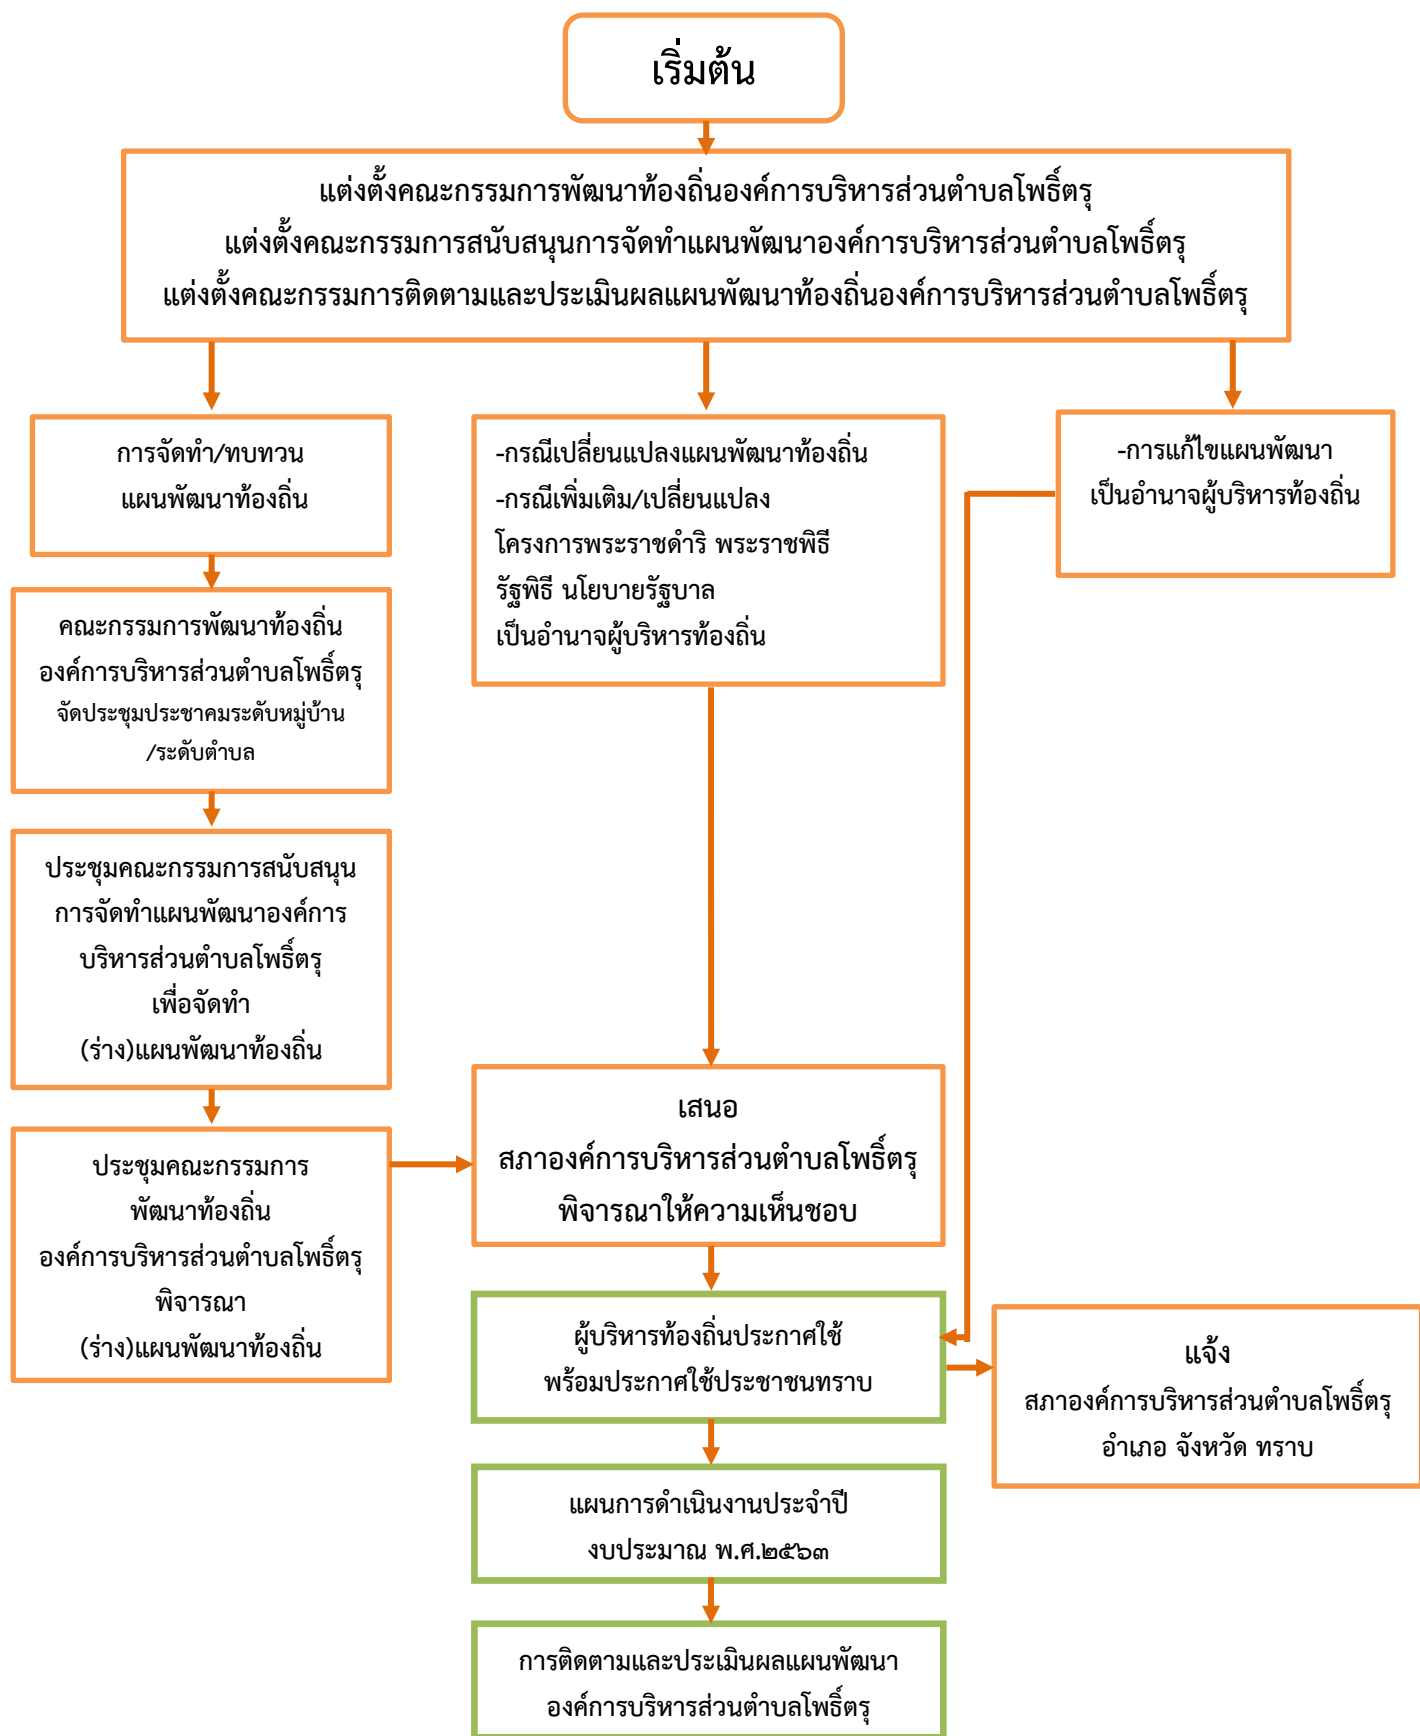 เริ่มต้น
แต่งตั้งคณะกรรมการพัฒนาท้องถิ่นองค์การบริหารส่วนตำบลโพธิ์ตรุ
แต่งตั้งคณะกรรมการสนับสนุนการจัดทำแผนพัฒนาองค์การบริหารส่วนตำบลโพธิ์ตรุ
แต่งตั้งคณะกรรมการติดตามและประเมินผลแผนพัฒนาท้องถิ่นองค์การบริหารส่วนตำบลโพธิ์ตรุ
การจัดทำ/ทบทวน
แผนพัฒนาท้องถิ่น
คณะกรรมการพัฒนาท้องถิ่น
องค์การบริหารส่วนตำบลโพธิ์ตรุ
จัดประชุมประชาคมระดับหมู่บ้าน
/ระดับตำบล
ประชุมคณะกรรมการสนับสนุน
การจัดทำแผนพัฒนาองค์การ
บริหารส่วนตำบลโพธิ์ตรุ
เพื่อจัดทำ
(ร่าง)แผนพัฒนาท้องถิ่น
ประชุมคณะกรรมการ
พัฒนาท้องถิ่น
องค์การบริหารส่วนตำบลโพธิ์ตรุ
พิจารณา
(ร่าง)แผนพัฒนาท้องถิ่น
-กรณีเปลี่ยนแปลงแผนพัฒนาท้องถิ่น
-กรณีเพิ่มเติม/เปลี่ยนแปลง
โครงการพระราชดำริ พระราชพิธี
รัฐพิธี นโยบายรัฐบาล
เป็นอำนาจผู้บริหารท้องถิ่น
-การแก้ไขแผนพัฒนา
เป็นอำนาจผู้บริหารท้องถิ่น
เสนอ
สภาองค์การบริหารส่วนตำบลโพธิ์ตรุ
พิจารณาให้ความเห็นชอบ
ผู้บริหารท้องถิ่นประกาศใช้
พร้อมประกาศใช้ประชาชนทราบ
แจ้ง
สภาองค์การบริหารส่วนตำบลโพธิ์ตรุ
อำเภอ จังหวัด ทราบ
แผนการดำเนินงานประจำปี
งบประมาณ พ.ศ.๒๕๖๓
การติดตามและประเมินผลแผนพัฒนา
องค์การบริหารส่วนตำบลโพธิ์ตรุ